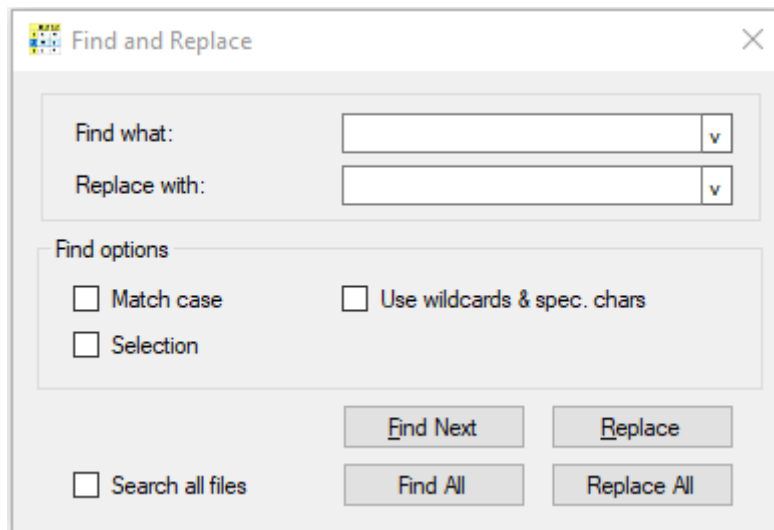 Find and Replace
Find what:
v
Replace with:
v
Find options
Match case
Use wildcards & spec. chars
Selection
Find Next
Replace
Search all files
Find All
Replace All